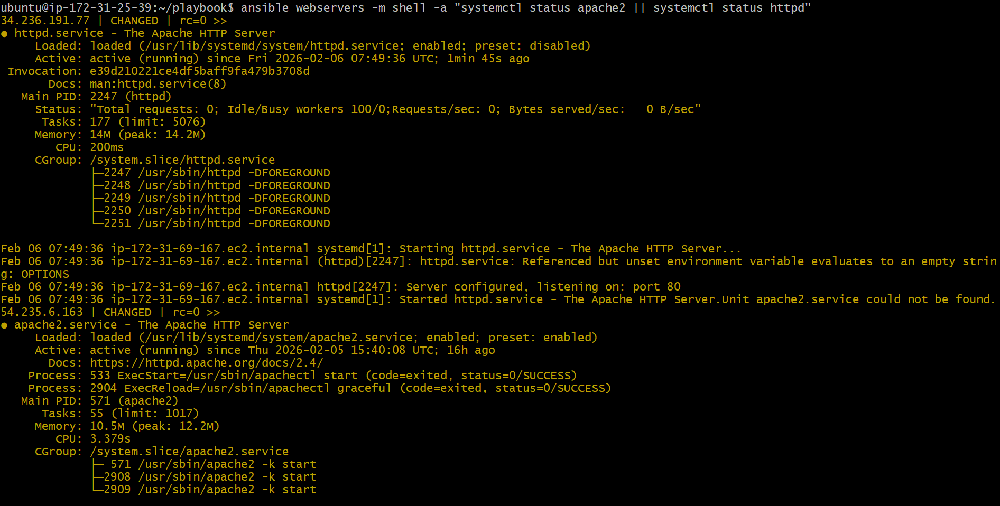 ubuntu@ip-172-31-25-39:~/playbook$ ansible webservers -m shell -a "systemctl status apache2 || systemctl status httpd"
34.236.191.77 | CHANGED | rc=0 >>
● httpd.service - The Apache HTTP Server
     Loaded: loaded (/usr/lib/systemd/system/httpd.service; enabled; preset: disabled)
     Active: active (running) since Fri 2026-02-06 07:49:36 UTC; 1min 45s ago
 Invocation: e39d210221ce4df5baff9fa479b3708d
       Docs: man:httpd.service(8)
   Main PID: 2247 (httpd)
     Status: "Total requests: 0; Idle/Busy workers 100/0;Requests/sec: 0; Bytes served/sec:   0 B/sec"
      Tasks: 177 (limit: 5076)
     Memory: 14M (peak: 14.2M)
        CPU: 200ms
     CGroup: /system.slice/httpd.service
             ├─2247 /usr/sbin/httpd -DFOREGROUND
             ├─2248 /usr/sbin/httpd -DFOREGROUND
             ├─2249 /usr/sbin/httpd -DFOREGROUND
             ├─2250 /usr/sbin/httpd -DFOREGROUND
             └─2251 /usr/sbin/httpd -DFOREGROUND

Feb 06 07:49:36 ip-172-31-69-167.ec2.internal systemd[1]: Starting httpd.service - The Apache HTTP Server...
Feb 06 07:49:36 ip-172-31-69-167.ec2.internal (httpd)[2247]: httpd.service: Referenced but unset environment variable evaluates to an empty strin
g: OPTIONS
Feb 06 07:49:36 ip-172-31-69-167.ec2.internal httpd[2247]: Server configured, listening on: port 80
Feb 06 07:49:36 ip-172-31-69-167.ec2.internal systemd[1]: Started httpd.service - The Apache HTTP Server.Unit apache2.service could not be found.
54.235.6.163 | CHANGED | rc=0 >>
● apache2.service - The Apache HTTP Server
     Loaded: loaded (/usr/lib/systemd/system/apache2.service; enabled; preset: enabled)
     Active: active (running) since Thu 2026-02-05 15:40:08 UTC; 16h ago
       Docs: https://httpd.apache.org/docs/2.4/
    Process: 533 ExecStart=/usr/sbin/apachectl start (code=exited, status=0/SUCCESS)
    Process: 2904 ExecReload=/usr/sbin/apachectl graceful (code=exited, status=0/SUCCESS)
   Main PID: 571 (apache2)
      Tasks: 55 (limit: 1017)
     Memory: 10.5M (peak: 12.2M)
        CPU: 3.379s
     CGroup: /system.slice/apache2.service
             ├─ 571 /usr/sbin/apache2 -k start
             ├─2908 /usr/sbin/apache2 -k start
             └─2909 /usr/sbin/apache2 -k start